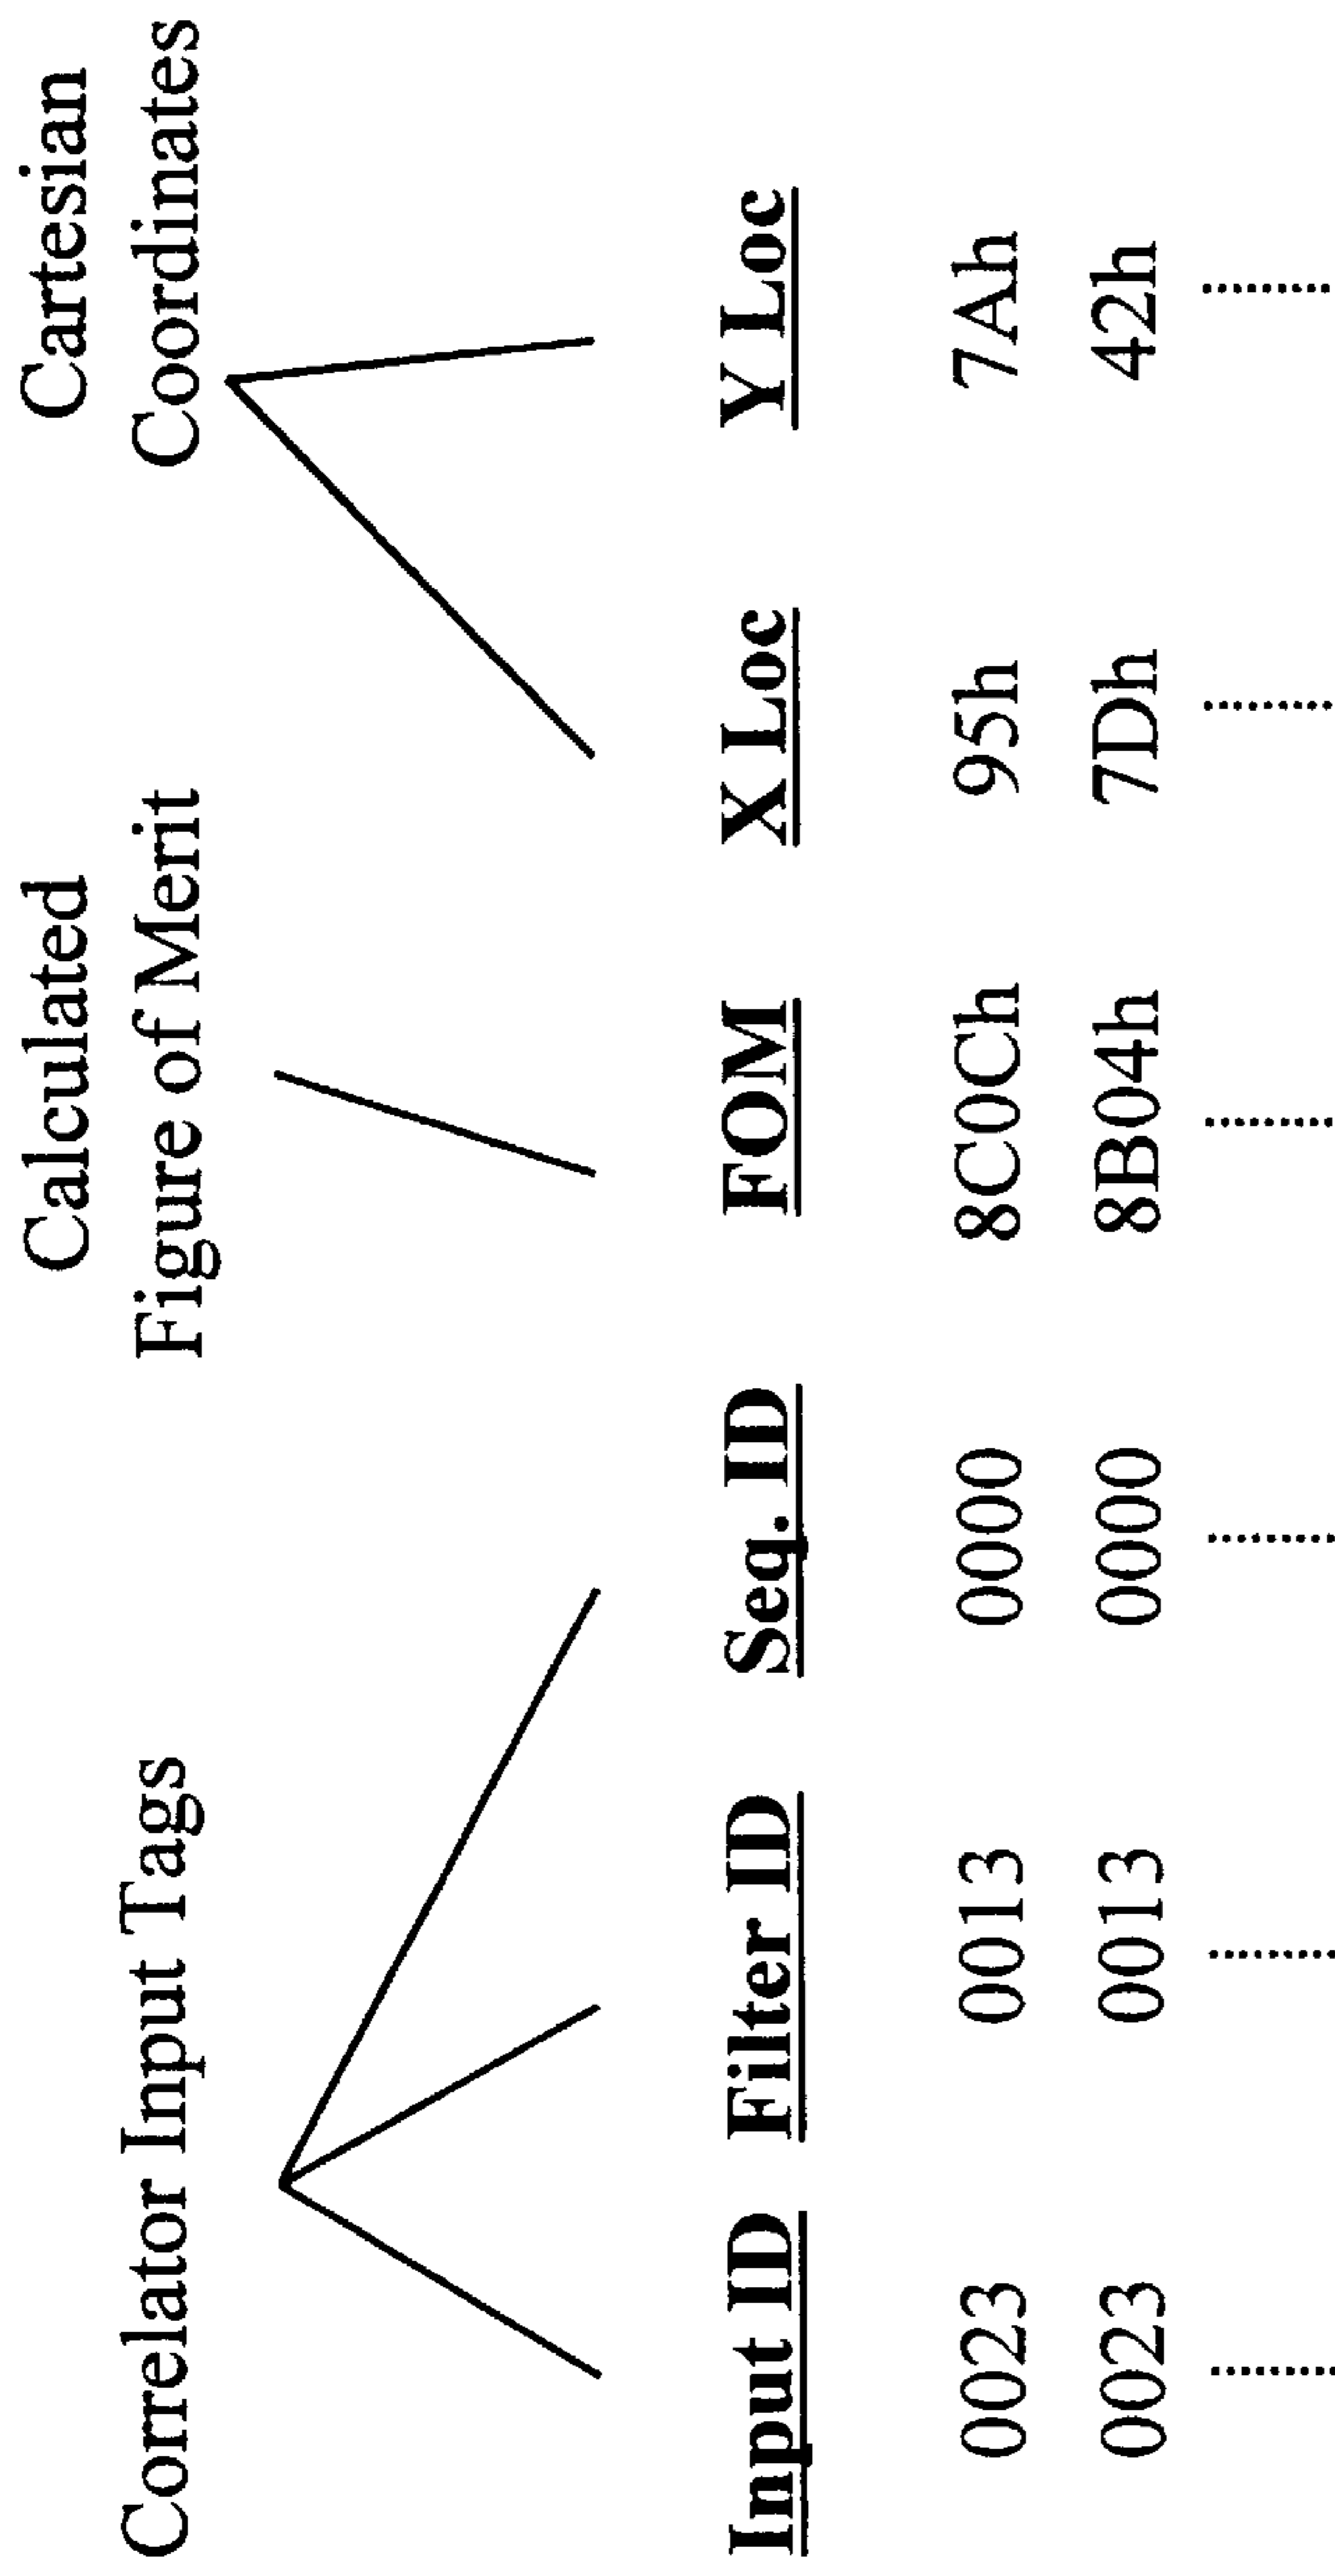 Correlator Input Tags
Calculated
Figure of Merit
Cartesian
Coordinates
Input ID Filter ID Seq. ID FOM X Loc Y Loc
0023 0013 0000 8C0Ch 95h 7Ah
0023 0013 0000 8B04h 7Dh 42h